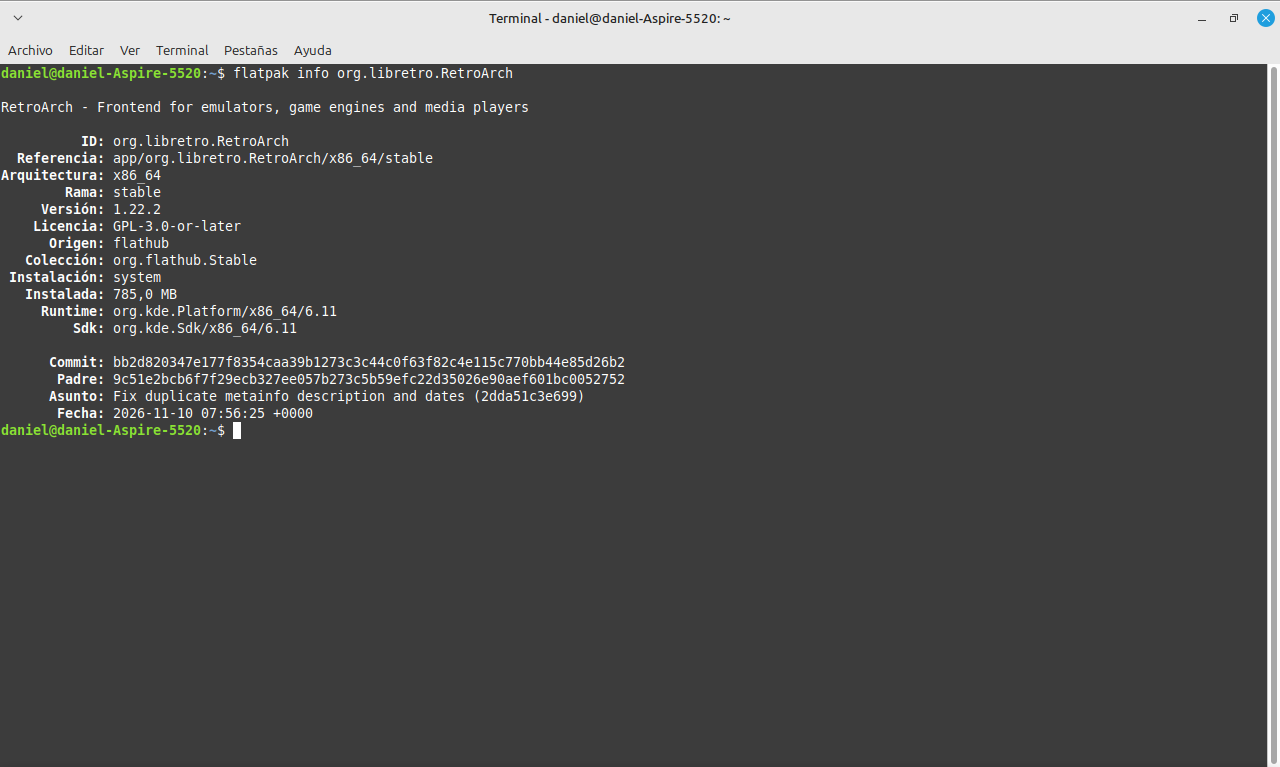 Terminal - daniel@daniel-Aspire-5520: ~
Archivo Editar Ver Terminal Pestañas Ayuda
daniel@daniel-Aspire-5520:~$ flatpak info org.libretro.RetroArch
RetroArch - Frontend for emulators, game engines and media players
ID: org.libretro.RetroArch
Referencia: app/org.libretro.RetroArch/x86_64/stable
Arquitectura: x86_64
Rama: stable
Versión: 1.22.2
Licencia: GPL-3.0-or-later
Origen: flathub
Colección: org.flathub.Stable
Instalación: system
Instalada: 785,0 MB
Runtime: org.kde.Platform/x86_64/6.11
Sdk: org.kde.Sdk/x86_64/6.11
Commit: bb2d820347e177f8354caa39b1273c3c44c0f63f82c4e115c770bb44e85d26b2
Padre: 9c51e2bcb6f7f29ecb327ee057b273c5b59efc22d35026e90aef601bc0052752
Asunto: Fix duplicate metainfo description and dates (2dda51c3e699)
Fecha: 2026-11-10 07:56:25 +0000
daniel@daniel-Aspire-5520:~$